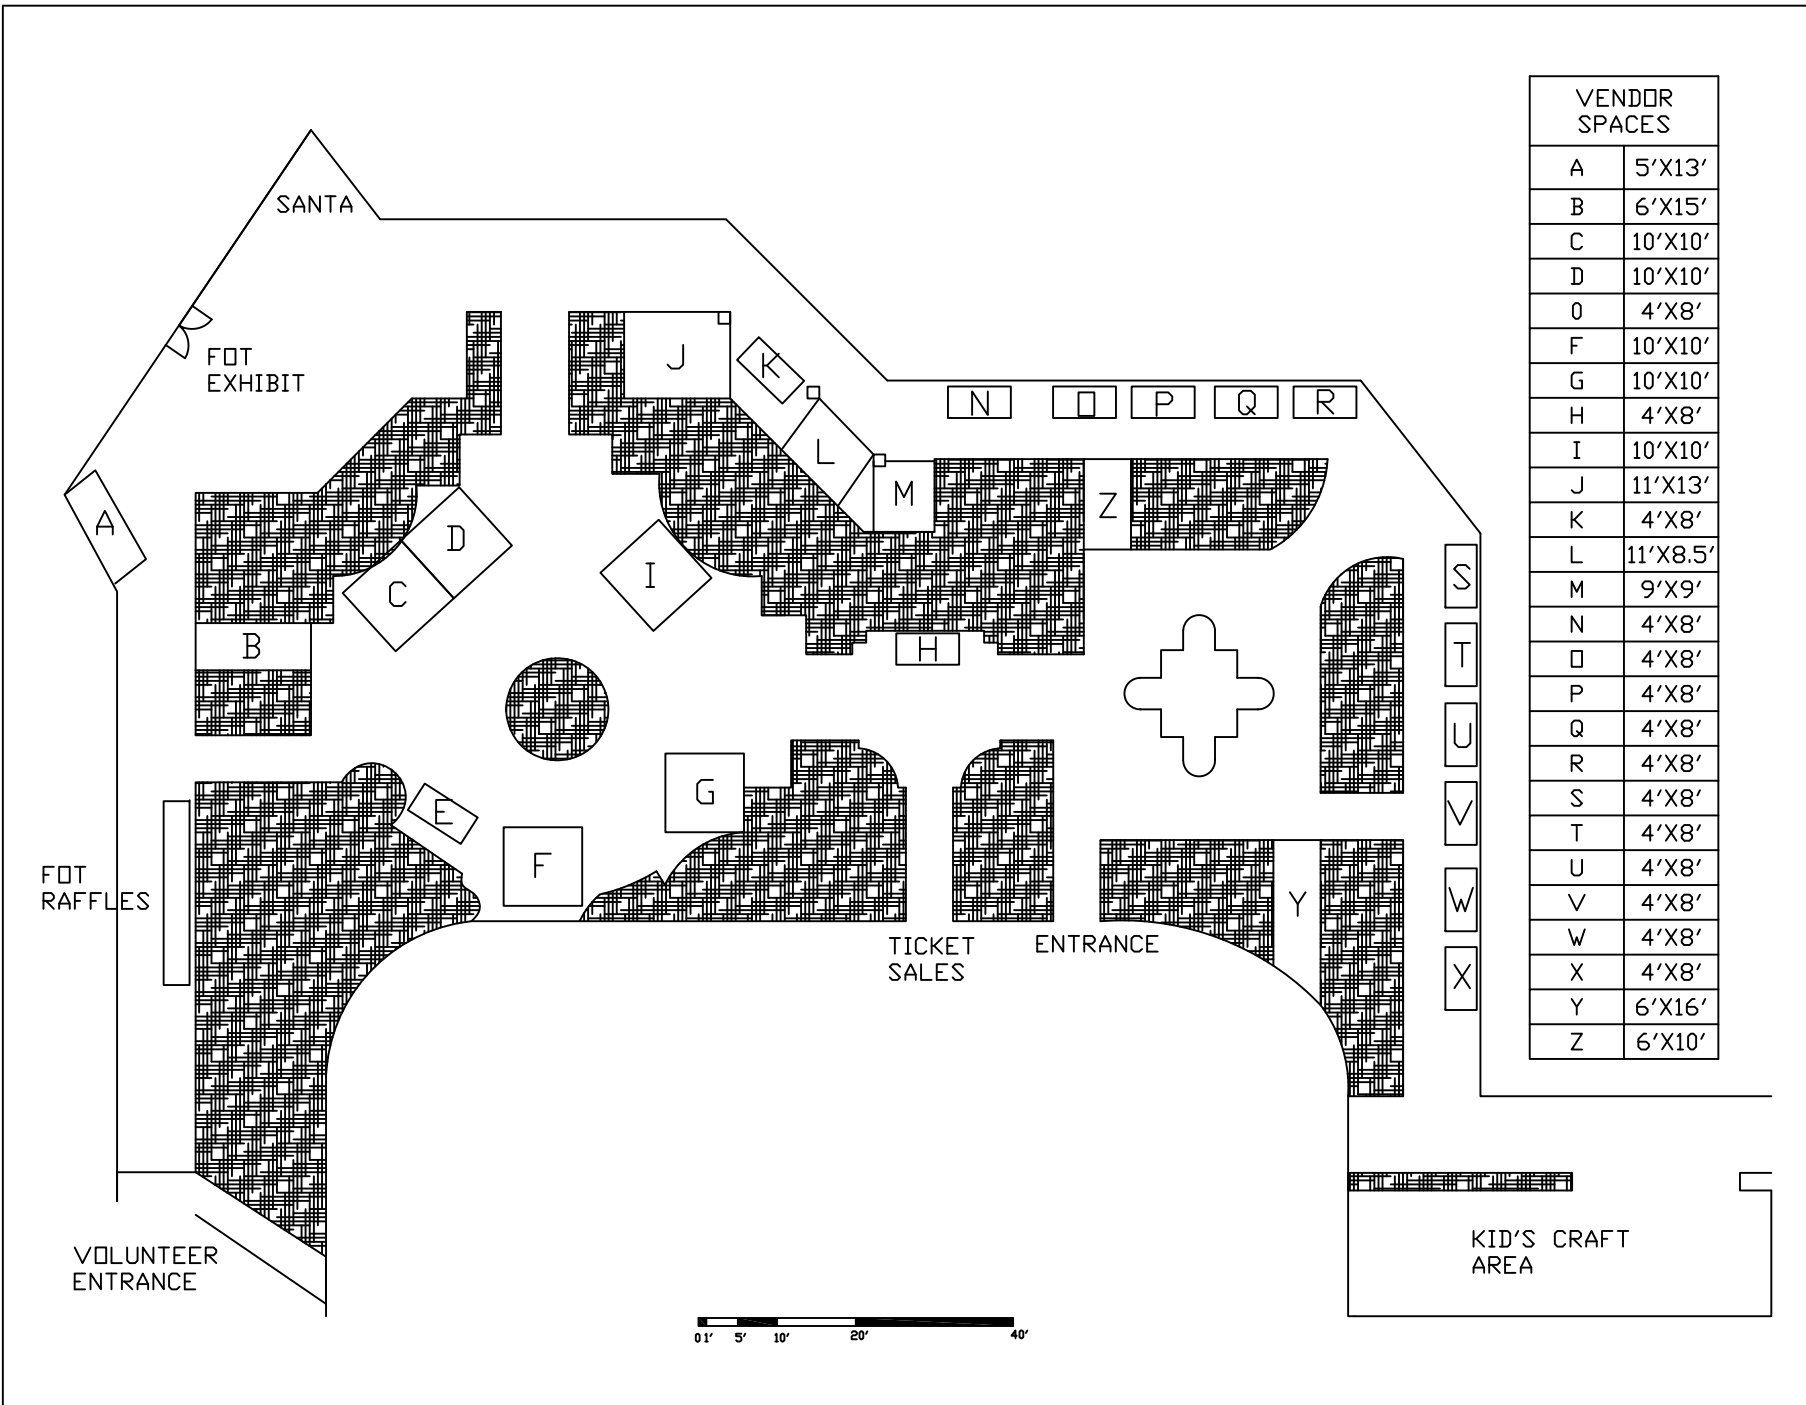 SANTA
FOT
EXHIBIT
J
K
N O P Q R
A
D
L
M
Z
C
I
S
B
H
T
U
E
G
V
F
FOT
RAFFLES
Y
W
TICKET
SALES
ENTRANCE
X
VOLUNTEER
ENTRANCE
KID'S CRAFT
AREA
0 1' 5' 10' 20' 40'
VENDOR
SPACES
A 5'X13'
B 6'X15'
C 10'X10'
D 10'X10'
0 4'X8'
F 10'X10'
G 10'X10'
H 4'X8'
I 10'X10'
J 11'X13'
K 4'X8'
L 11'X8.5'
M 9'X9'
N 4'X8'
O 4'X8'
P 4'X8'
Q 4'X8'
R 4'X8'
S 4'X8'
T 4'X8'
U 4'X8'
V 4'X8'
W 4'X8'
X 4'X8'
Y 6'X16'
Z 6'X10'